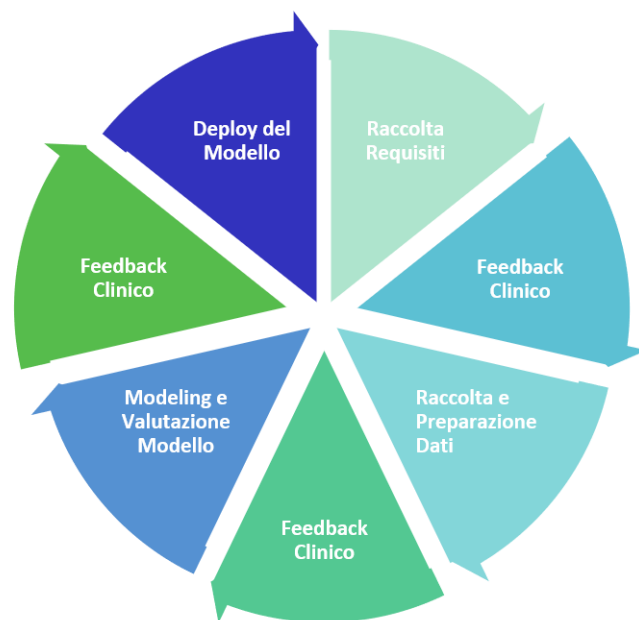 Raccolta
Requisiti
Feedback
Clinico
Raccolta e
Preparazione
Dati
Feedback
Clinico
Modeling e
Valutazione
Modello
Feedback
Clinico
Deploy del
Modello